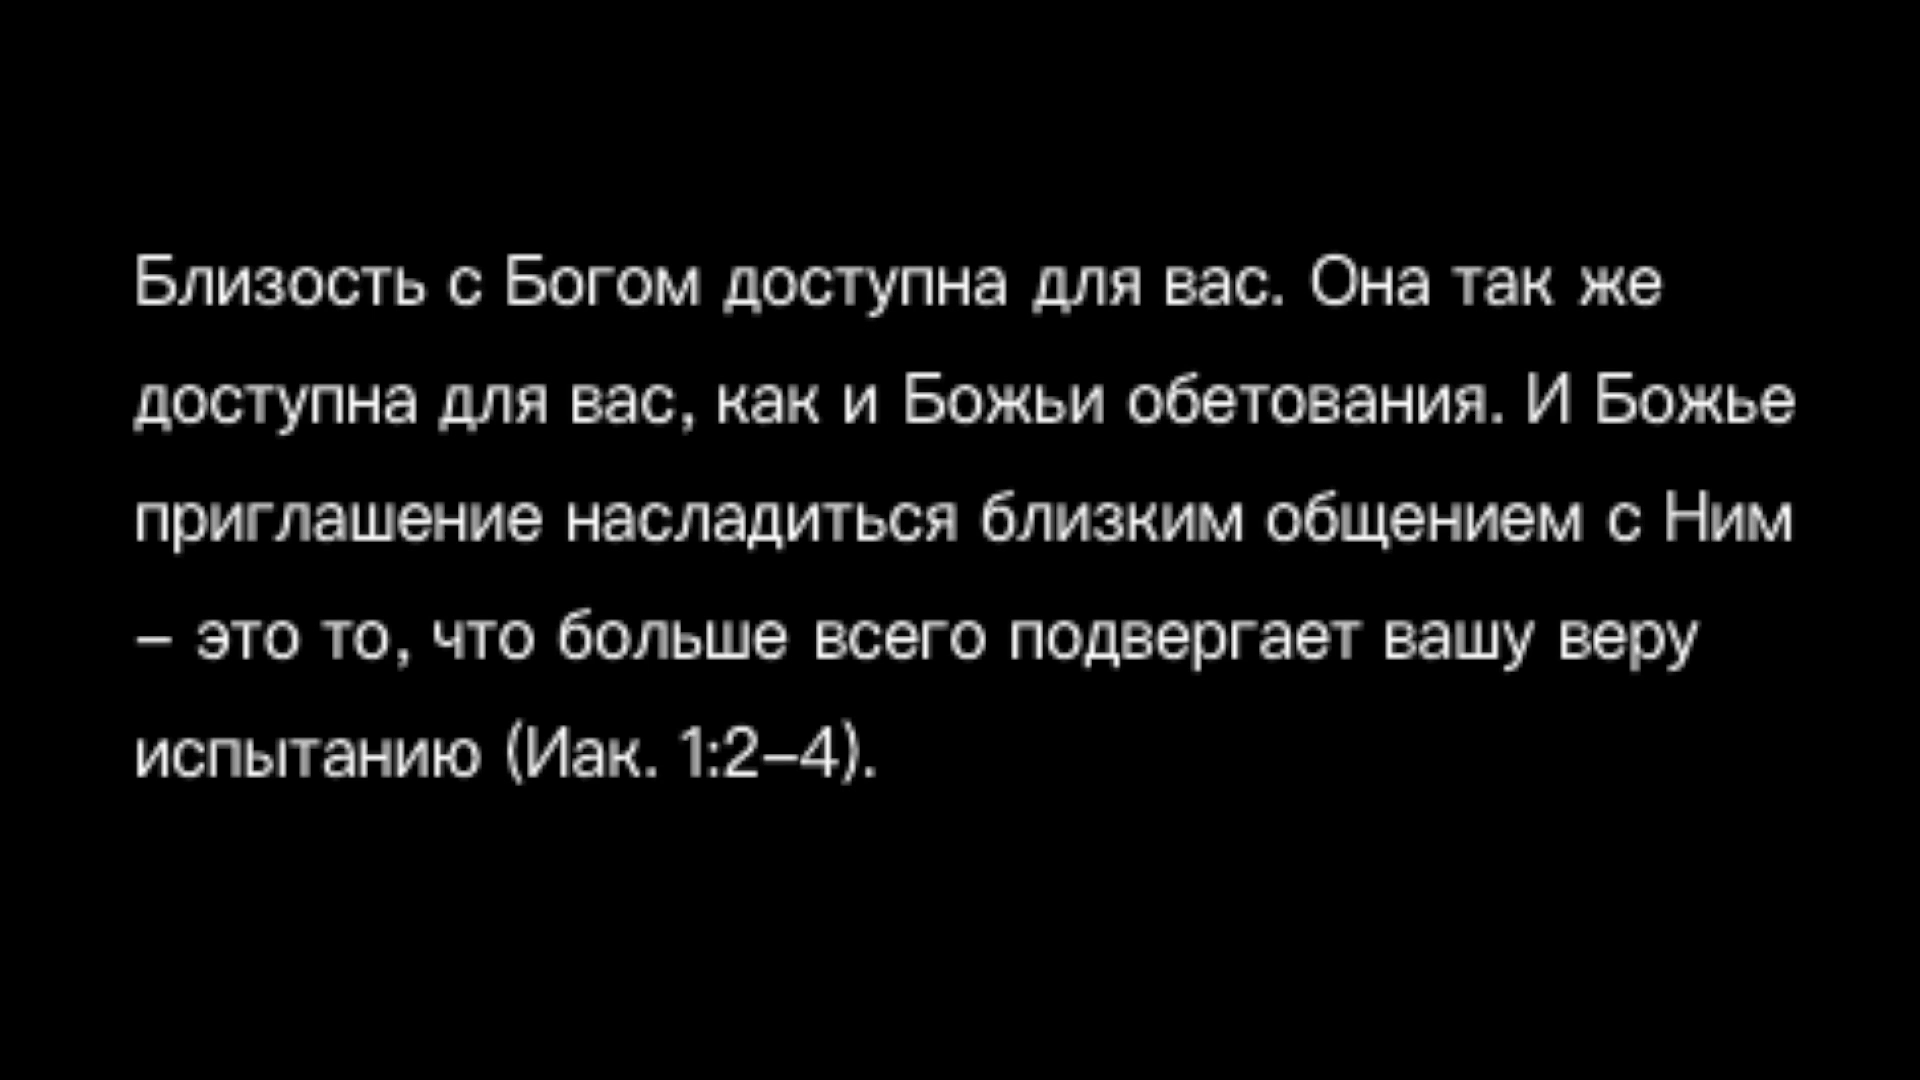 Близость с Богом доступна для вас. Она так же
доступна для вас, как и Божьи обетования. И Божье
приглашение насладиться близким общением с Ним
– это то, что больше всего подвергает вашу веру
испытанию (Иак. 1:2–4).